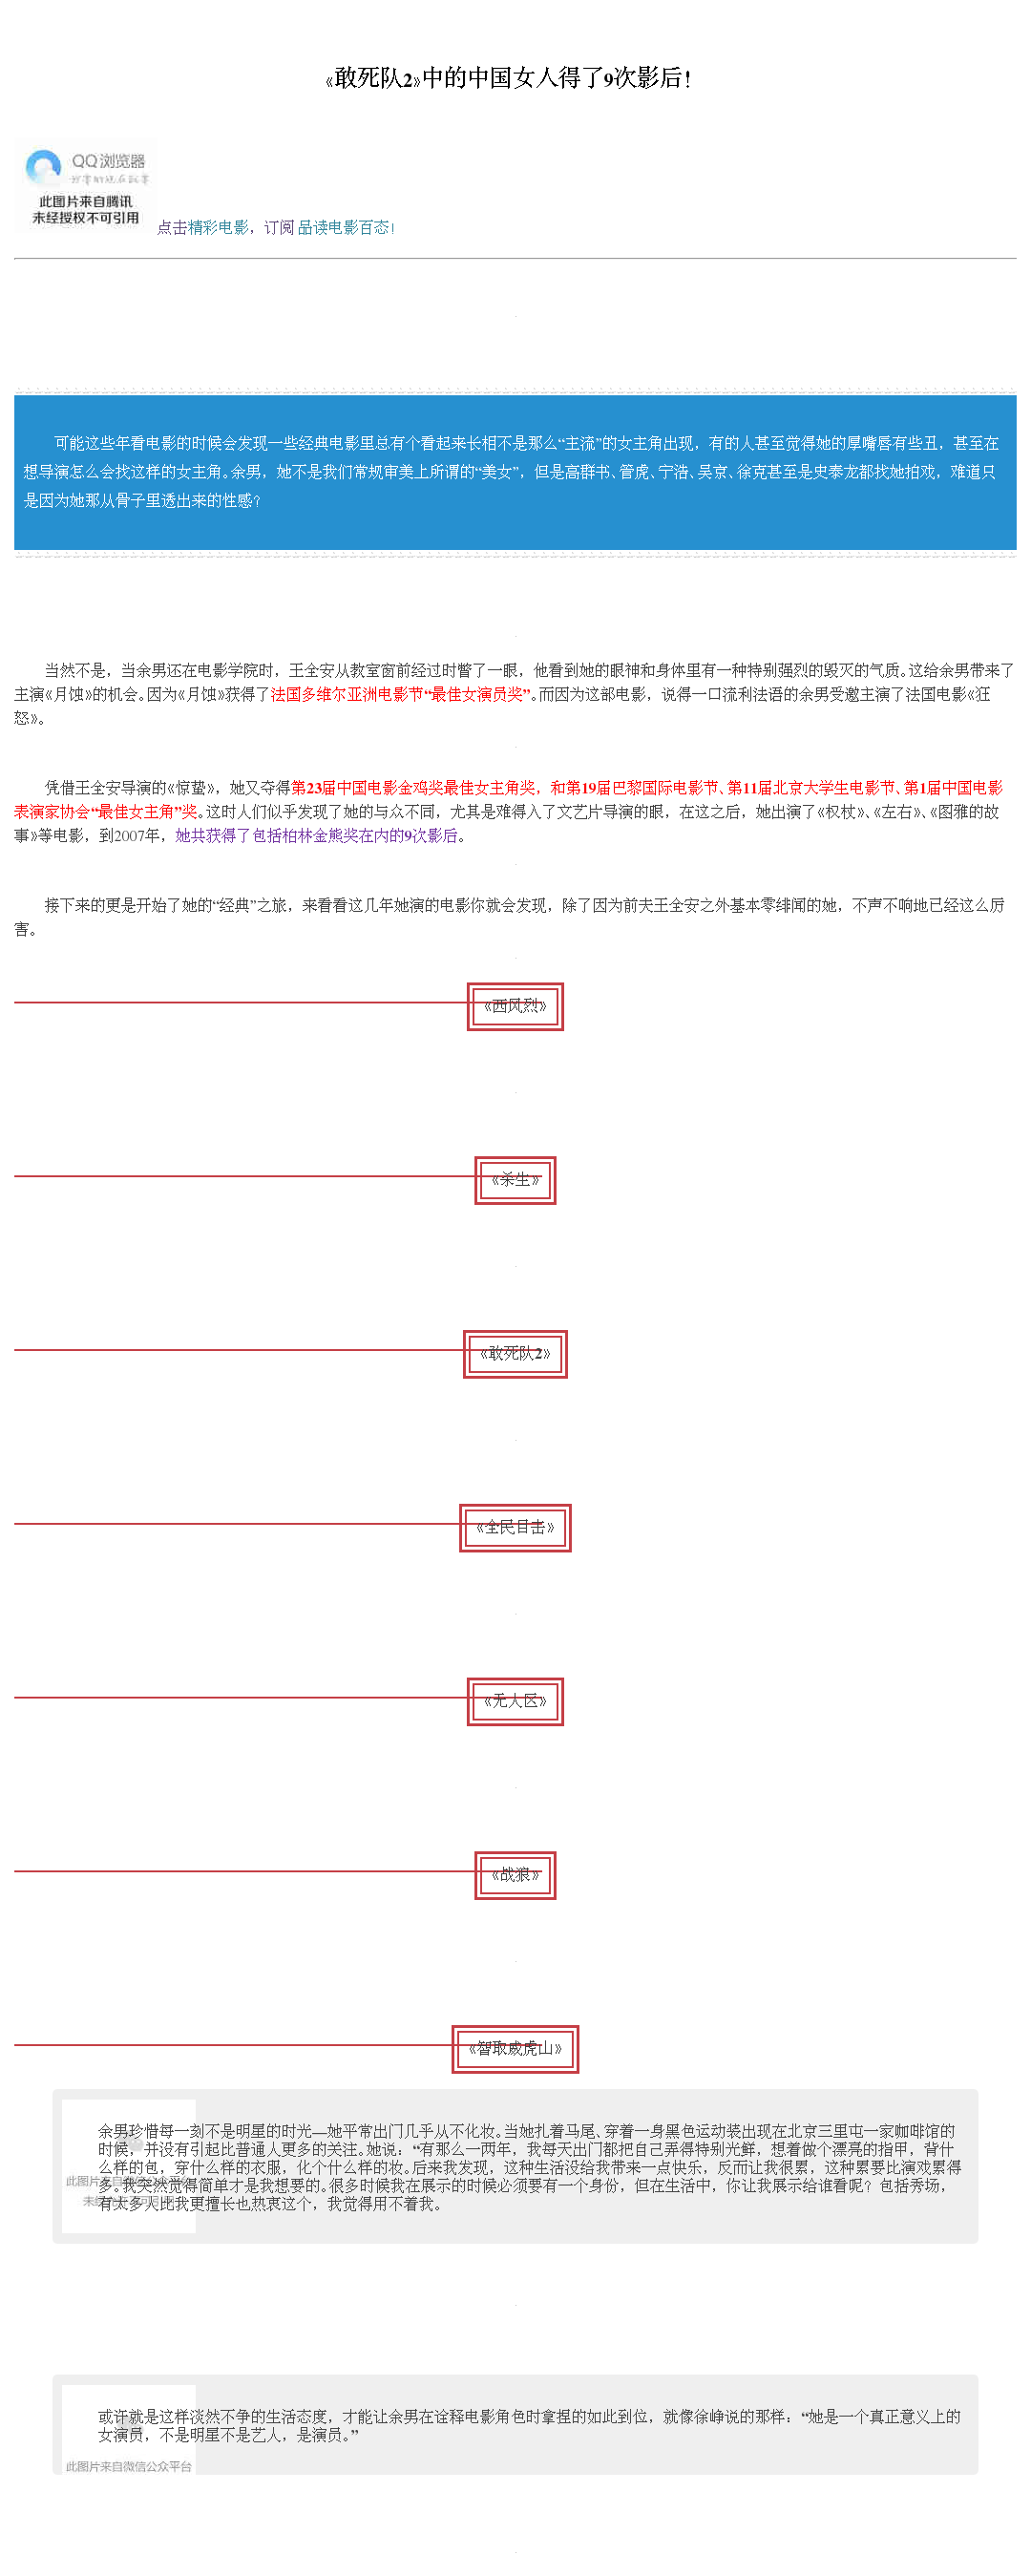 《敢死队2》中的中国女人得了9次影后!
QQ浏览器
此图片来自腾讯
未经授权不可引用
点击精彩电影，订阅 品读电影百态!
可能这些年看电影的时候会发现一些经典电影里总有个看起来长相不是那么“主流”的女主角出现，有的人甚至觉得她的厚嘴唇有些丑，甚至在
想导演怎么会找这样的女主角。余男，她不是我们常规审美上所谓的“美女”，但是高群书、管虎、宁浩、吴京、徐克甚至是史泰龙都找她拍戏，难道只
是因为她那从骨子里透出来的性感?
当然不是，当余男还在电影学院时，王全安从教室窗前经过时瞥了一眼，他看到她的眼神和身体里有一种特别强烈的毁灭的气质。这给余男带来了
主演《月蚀》的机会。因为《月蚀》获得了法国多维尔亚洲电影节“最佳女演员奖”。而因为这部电影，说得一口流利法语的余男受邀主演了法国电影《狂
怒》。
凭借王全安导演的《惊蛰》，她又夺得第23届中国电影金鸡奖最佳女主角奖，和第19届巴黎国际电影节、第11届北京大学生电影节、第1届中国电影
表演家协会“最佳女主角”奖。这时人们似乎发现了她的与众不同，尤其是难得入了文艺片导演的眼，在这之后，她出演了《权杖》、《左右》、《图雅的故
事》等电影，到2007年，她共获得了包括柏林金熊奖在内的9次影后。
接下来的更是开始了她的“经典”之旅，来看看这几年她演的电影你就会发现，除了因为前夫王全安之外基本零绯闻的她，不声不响地已经这么厉
害。
《西风烈》
《杀生》
《敢死队2》
《全民目击》
《无人区》
《战狼》
《智取威虎山》
余男珍惜每一刻不是明星的时光—她平常出门几乎从不化妆。当她扎着马尾、穿着一身黑色运动装出现在北京三里屯一家咖啡馆的
时候，并没有引起比普通人更多的关注。她说：“有那么一两年，我每天出门都把自己弄得特别光鲜，想着做个漂亮的指甲，背什
么样的包，穿什么样的衣服，化个什么样的妆。后来我发现，这种生活没给我带来一点快乐，反而让我很累，这种累要比演戏累得
多。我突然觉得简单才是我想要的。很多时候我在展示的时候必须要有一个身份，但在生活中，你让我展示给谁看呢？包括秀场，
有太多人比我更擅长也热衷这个，我觉得用不着我。
或许就是这样淡然不争的生活态度，才能让余男在诠释电影角色时拿捏的如此到位，就像徐峥说的那样：“她是一个真正意义上的
女演员，不是明星不是艺人，是演员。”
此图片来自微信公众平台